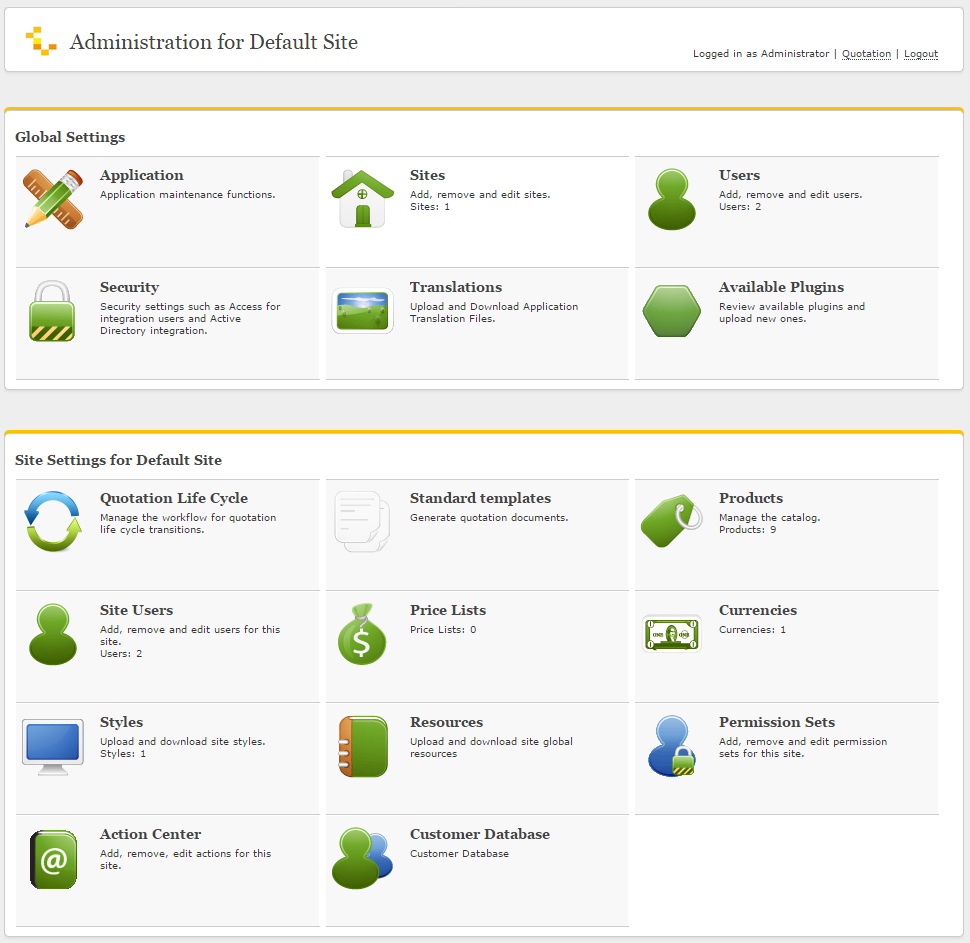 Administration for Default Site
Logged in as Administrator | Quotation | Logout
Global Settings
Application
Application maintenance functions.
Sites
Add, remove and edit sites.
Sites: 1
Users
Add, remove and edit users.
Users: 2
Security
Security settings such as Access for
integration users and Active
Directory integration.
Translations
Upload and Download Application
Translation Files.
Available Plugins
Review available plugins and
upload new ones.
Site Settings for Default Site
Quotation Life Cycle
Manage the workflow for quotation
life cycle transitions.
Standard templates
Generate quotation documents.
Products
Manage the catalog.
Products: 9
Site Users
Add, remove and edit users for this
site.
Users: 2
$
Price Lists
Price Lists: 0
Currencies
Currencies: 1
Styles
Upload and download site styles.
Styles: 1
Resources
Upload and download site global
resources
Permission Sets
Add, remove and edit permission
sets for this site.
@
Action Center
Add, remove, edit actions for this
site.
Customer Database
Customer Database